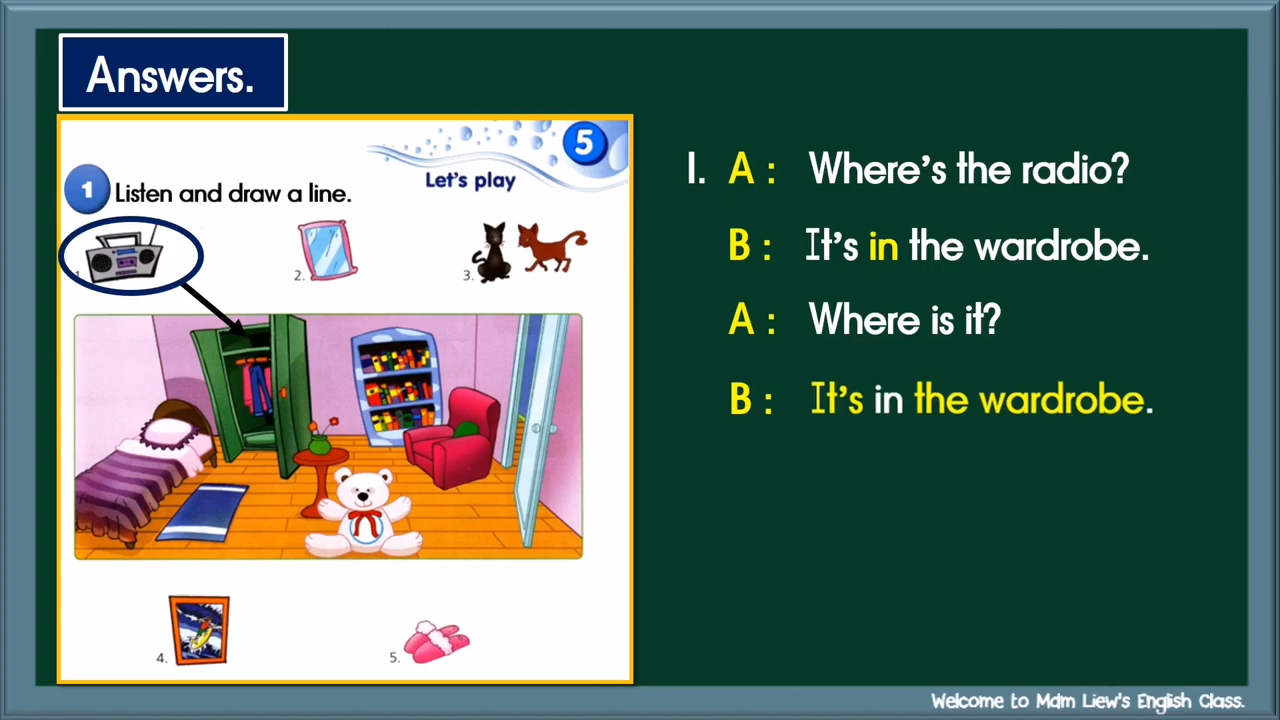 Answers.
5
Let's play
1 Listen and draw a line.
1.
2.
3.
4.
5.
1. A : Where's the radio?
B : It's in the wardrobe.
A : Where is it?
B : It's in the wardrobe.
Welcome to Mdm Liew's English Class.